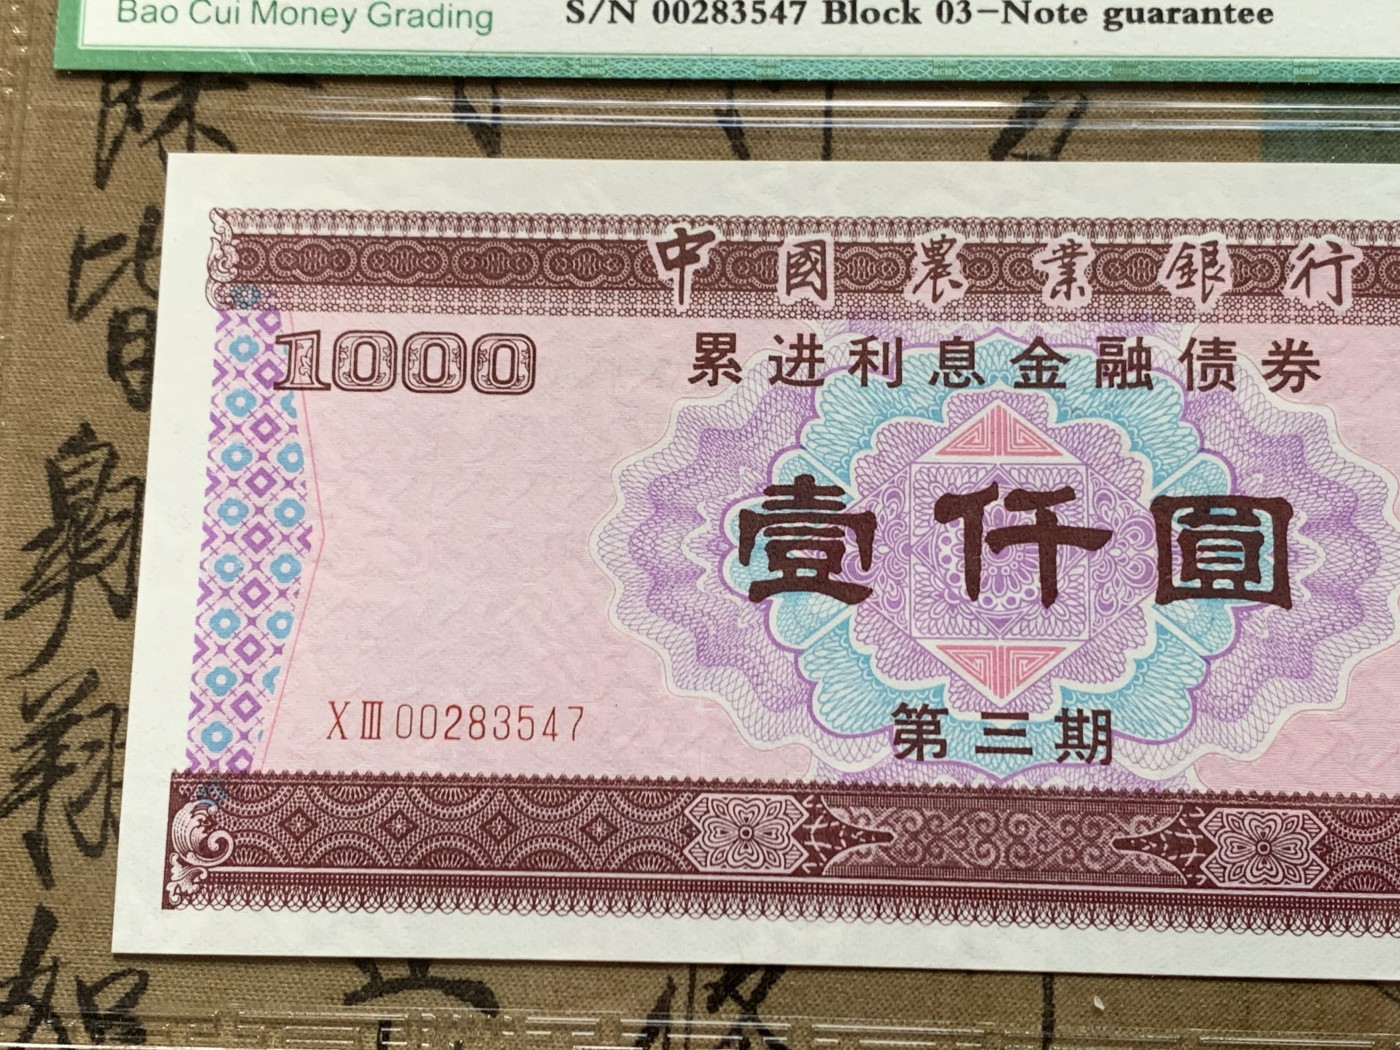 Bao Cui Money Grading
S/N 00283547 Block 03-Note guarantee
中國農業銀行
1000
累进利息金融债券
壹仟圓
XⅢ00283547
第三期